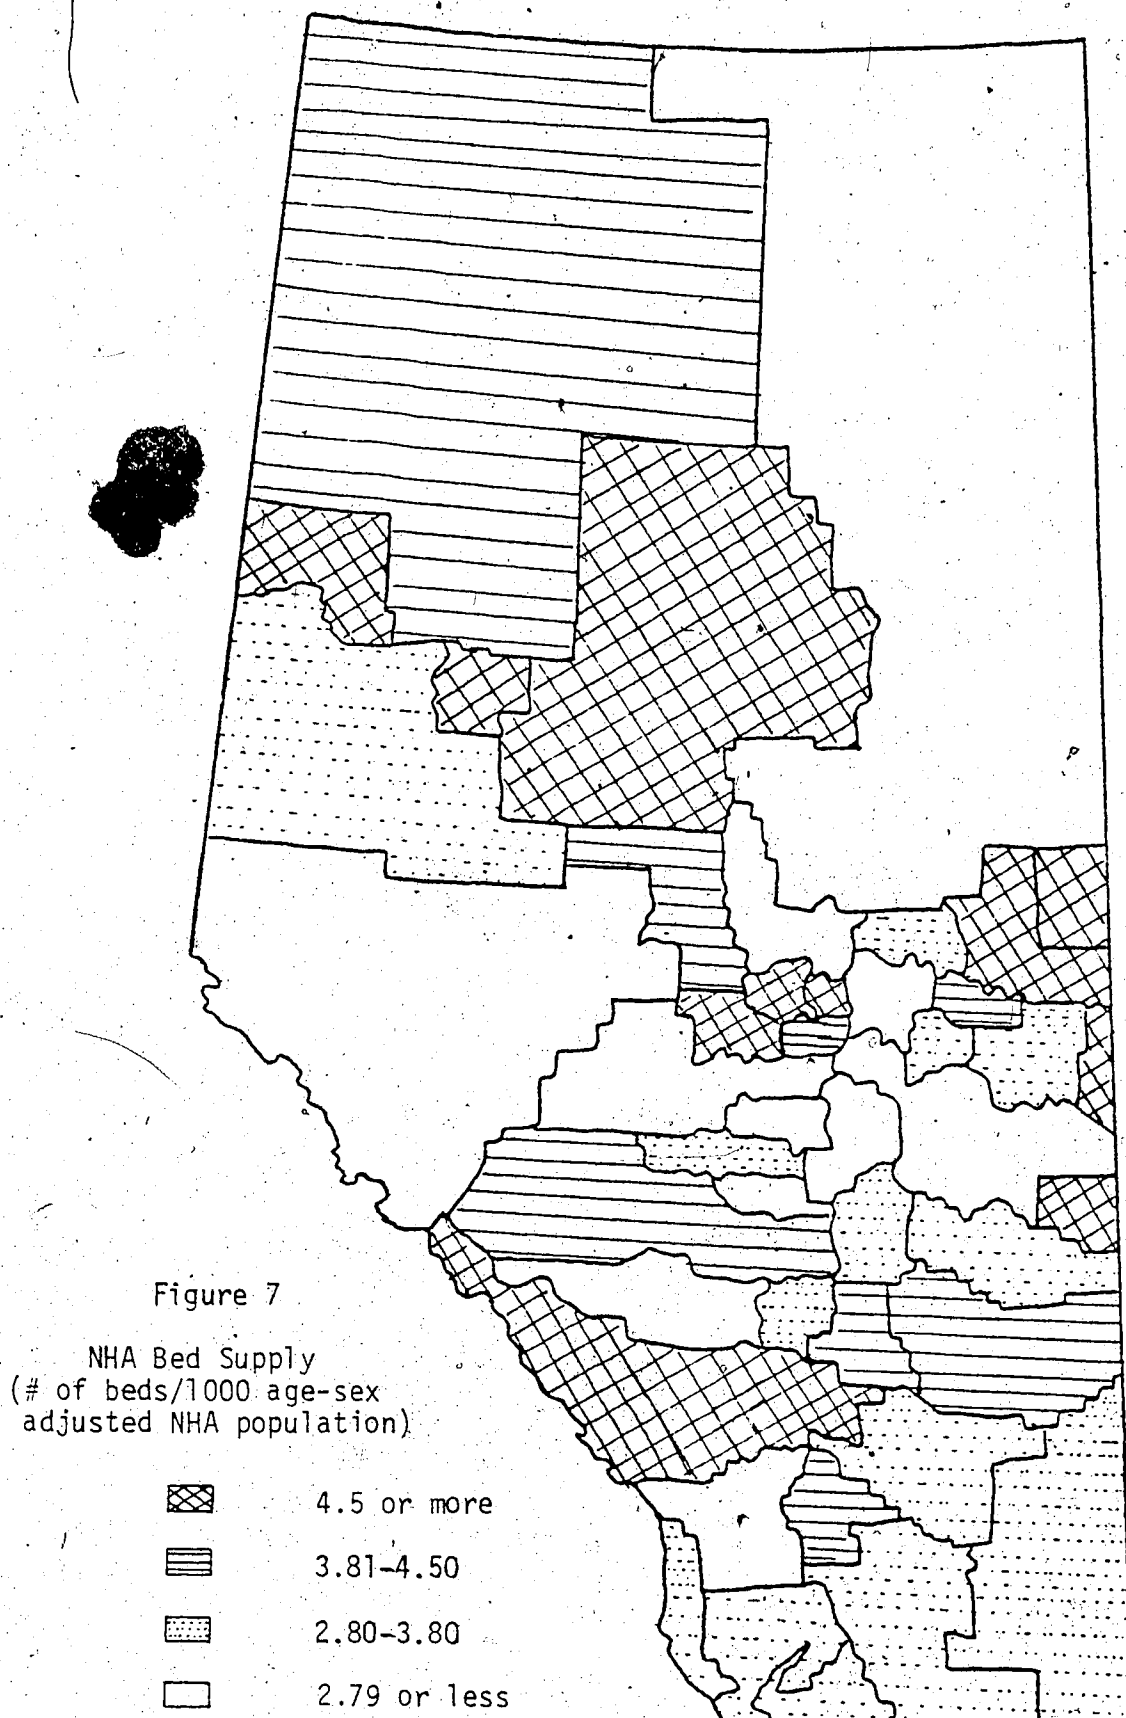 Figure 7
NHA Bed Supply
(# of beds/1000 age-sex
adjusted NHA population)
4.5 or more
3.81-4.50
2.80-3.80
2.79 or less